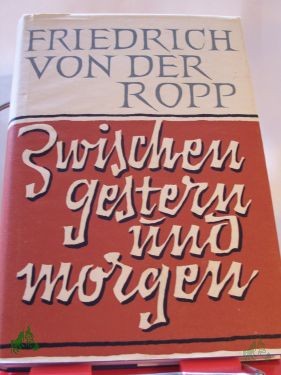 FRIEDRICH
VON DER
ROPP
Zwischen
gestern
und
morgen